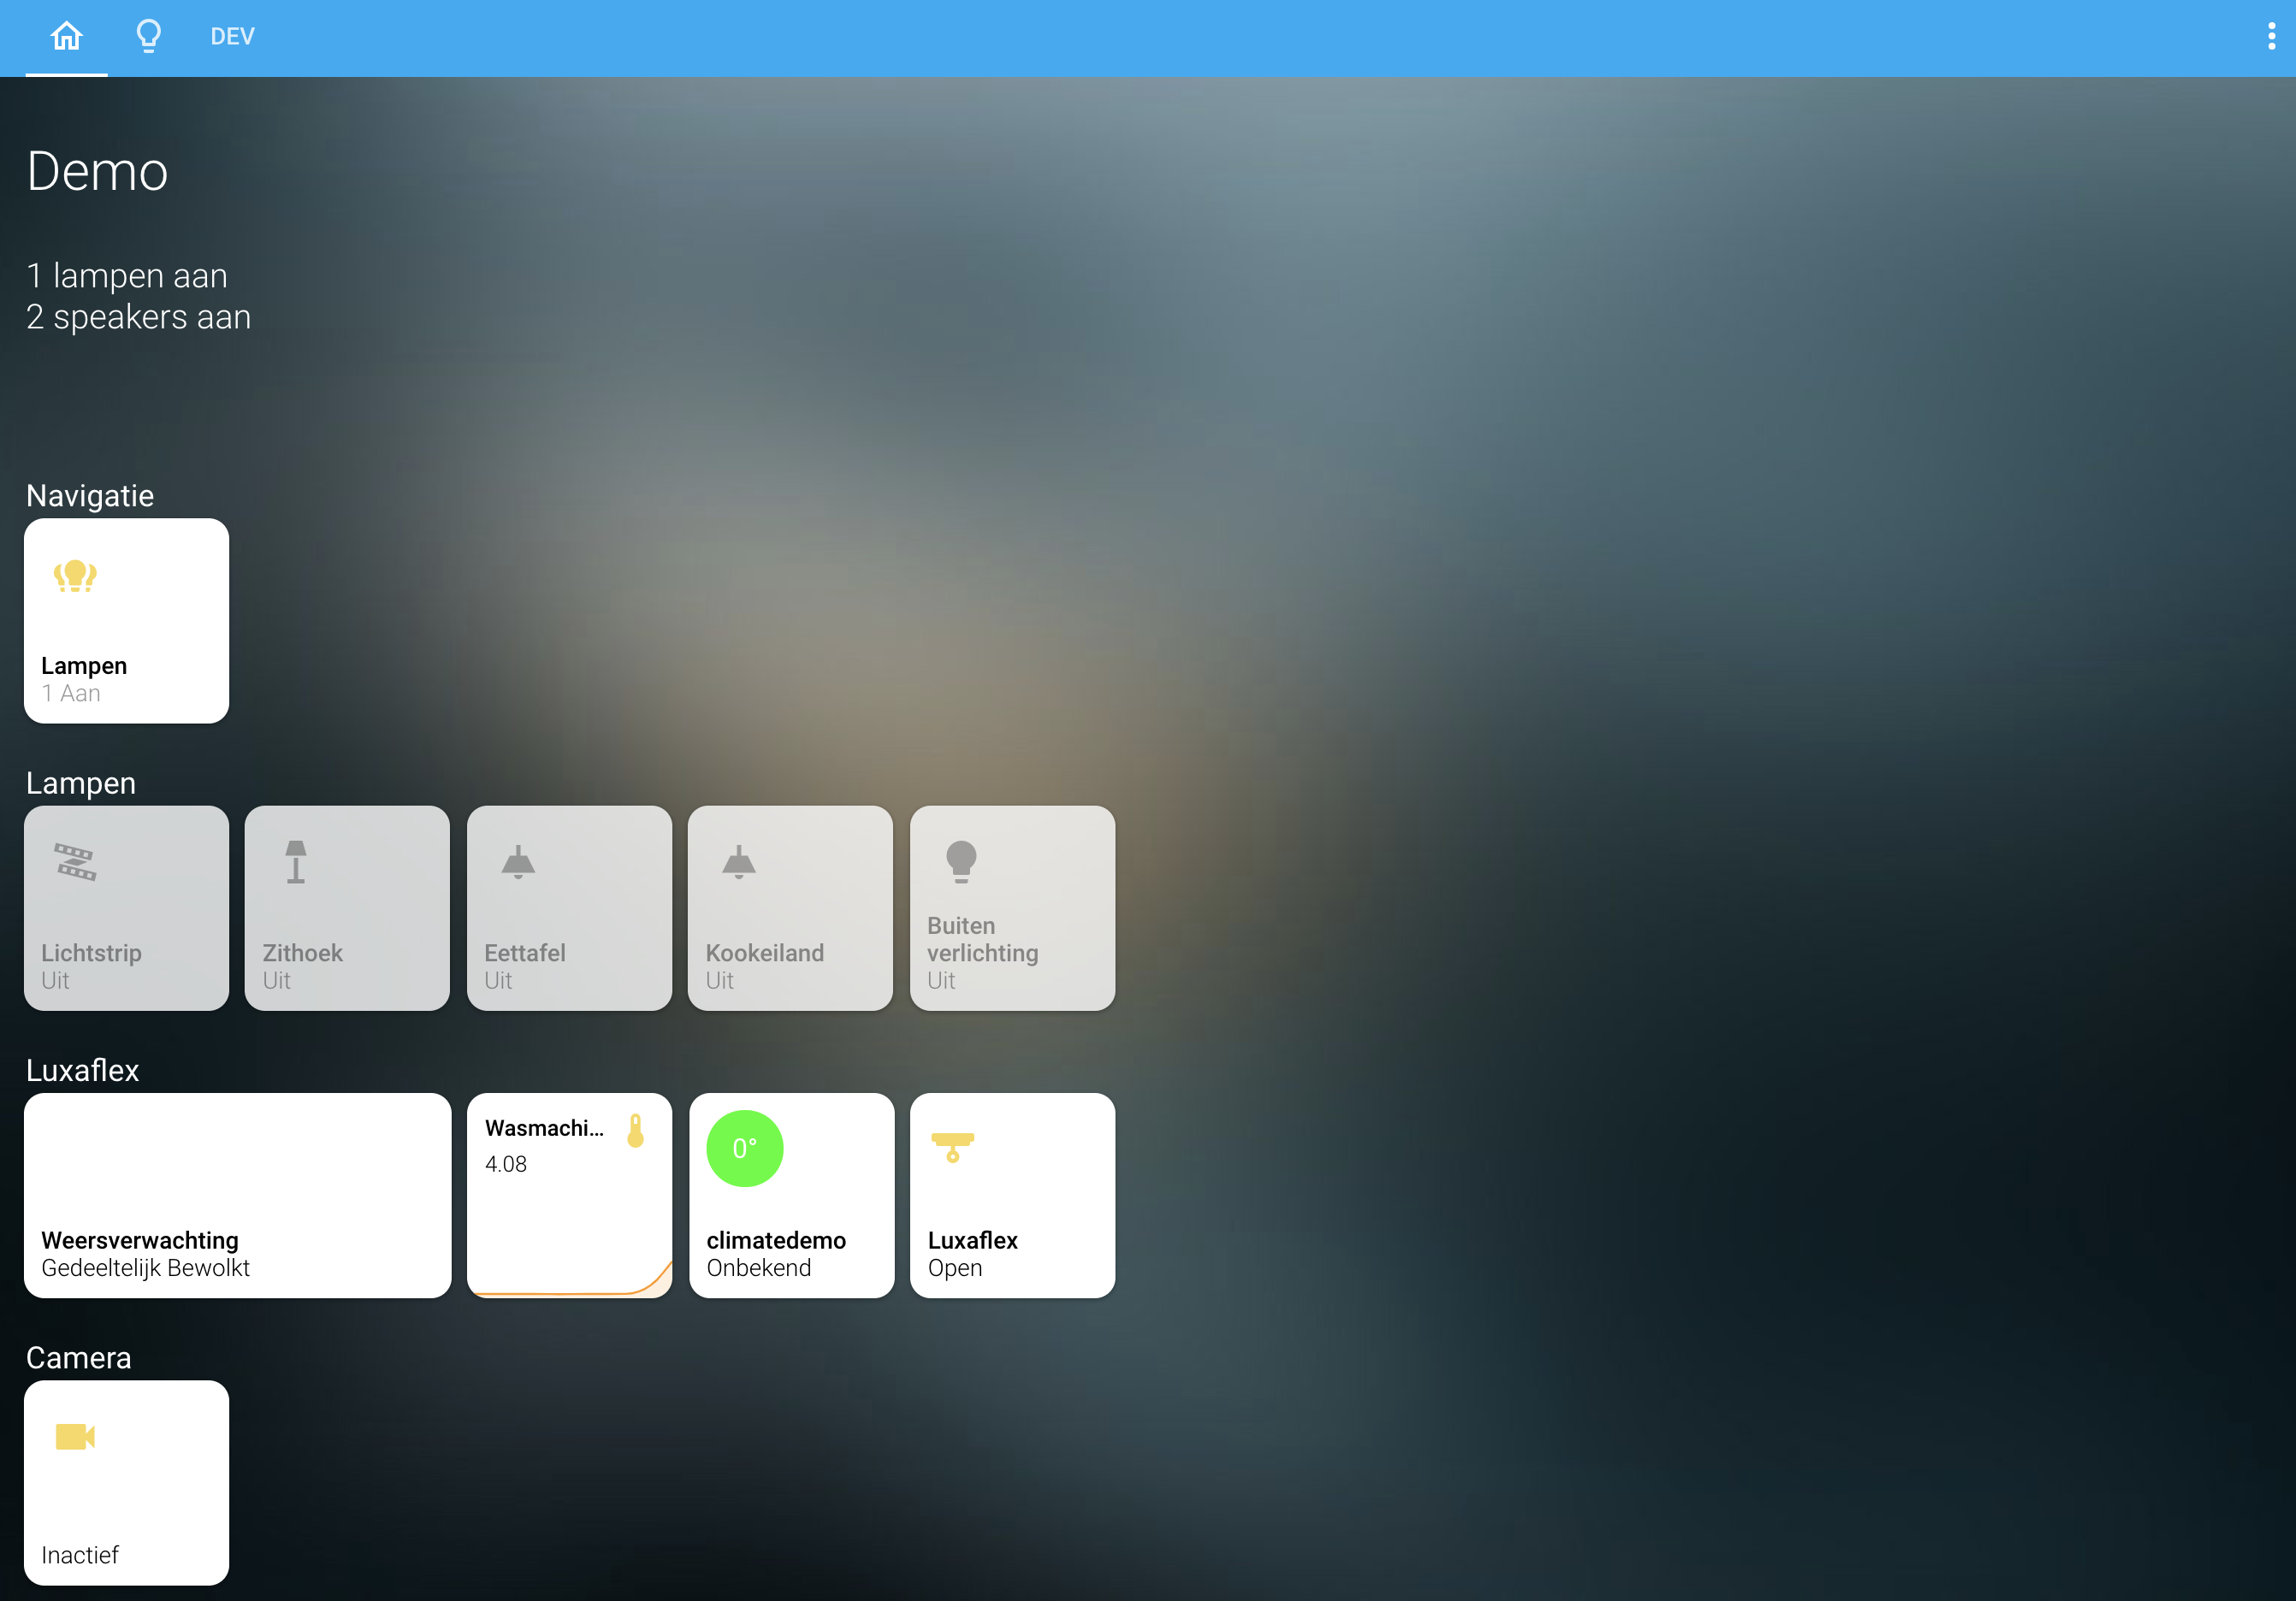 DEV
Demo
1 lampen aan
2 speakers aan
Navigatie
Lampen
1 Aan
Lampen
Lichtstrip
Uit
Zithoek
Uit
Eettafel
Uit
Kookeiland
Uit
Buiten
verlichting
Uit
Luxaflex
Weersverwachting
Gedeeltelijk Bewolkt
Wasmachi...
4.08
0°
climatedemo
Onbekend
Luxaflex
Open
Camera
Inactief